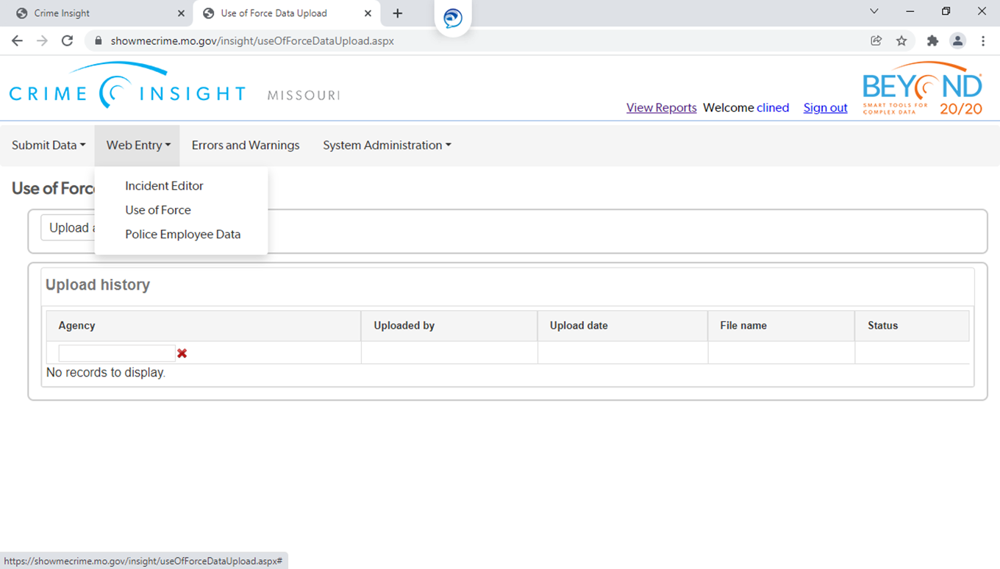 Crime Insight
Use of Force Data Upload
showmecrime.mo.gov/insight/useOfForceDataUpload.aspx
CRIME INSIGHT MISSOURI
View Reports Welcome clined Sign out
BEYOND
SMART TOOLS FOR
COMPLEX DATA
20/20
Submit Data Web Entry Errors and Warnings System Administration
Use of Forc
Incident Editor
Use of Force
Upload a
Police Employee Data
Upload history
Agency Uploaded by Upload date File name Status
No records to display.
https://showmecrime.mo.gov/insight/useOfForceDataUpload.aspx#